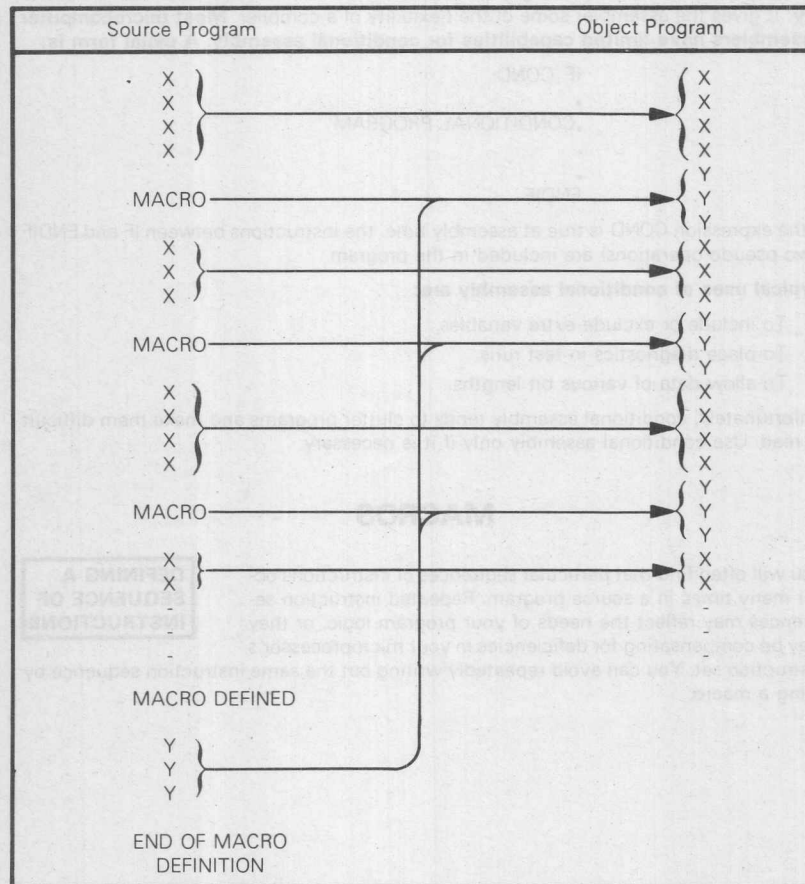 Source Program Object Program
X X
X X
X X
X X
Y
MACRO Y
Y
X X
X X
X X
Y
MACRO Y
Y
X X
X X
X X
Y
MACRO Y
Y
X X
X X
- -
- -
- -
MACRO DEFINED
Y
Y
Y
END OF MACRO
DEFINITION